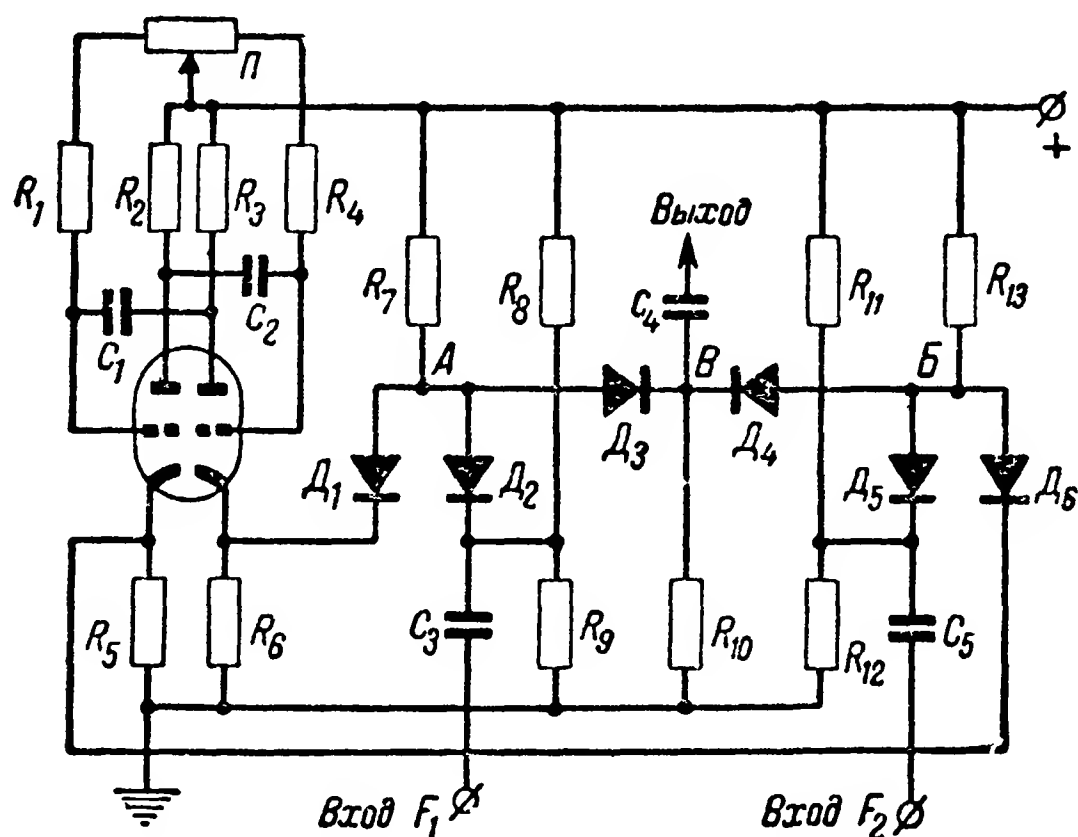 П
+
R1 R2 R3 R4
Выход
R7 R8 C4 R11 R13
C1 C2
А В Б
Д3 Д4
Д1 Д2 Д5 Д6
R5 R6 C3 R9 R10 R12 C5
Вход F1 Вход F2